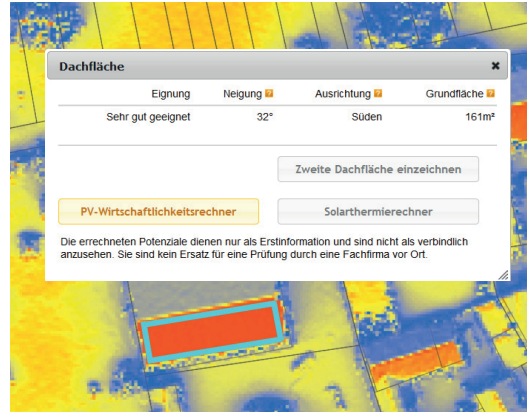 Dachfläche ×
Eignung Neigung ? Ausrichtung ? Grundfläche ?
Sehr gut geeignet 32° Süden 161m²
Zweite Dachfläche einzeichnen
PV-Wirtschaftlichkeitsrechner Solarthermierechner
Die errechneten Potenziale dienen nur als Erstinformation und sind nicht als verbindlich
anzusehen. Sie sind kein Ersatz für eine Prüfung durch eine Fachfirma vor Ort.